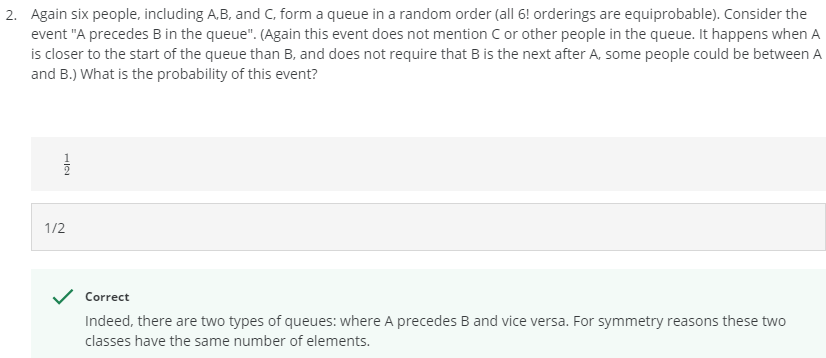 2. Again six people, including A,B, and C, form a queue in a random order (all 6! orderings are equiprobable). Consider the
event "A precedes B in the queue". (Again this event does not mention C or other people in the queue. It happens when A
is closer to the start of the queue than B, and does not require that B is the next after A, some people could be between A
and B.) What is the probability of this event?
1/2
1/2
Correct
Indeed, there are two types of queues: where A precedes B and vice versa. For symmetry reasons these two
classes have the same number of elements.